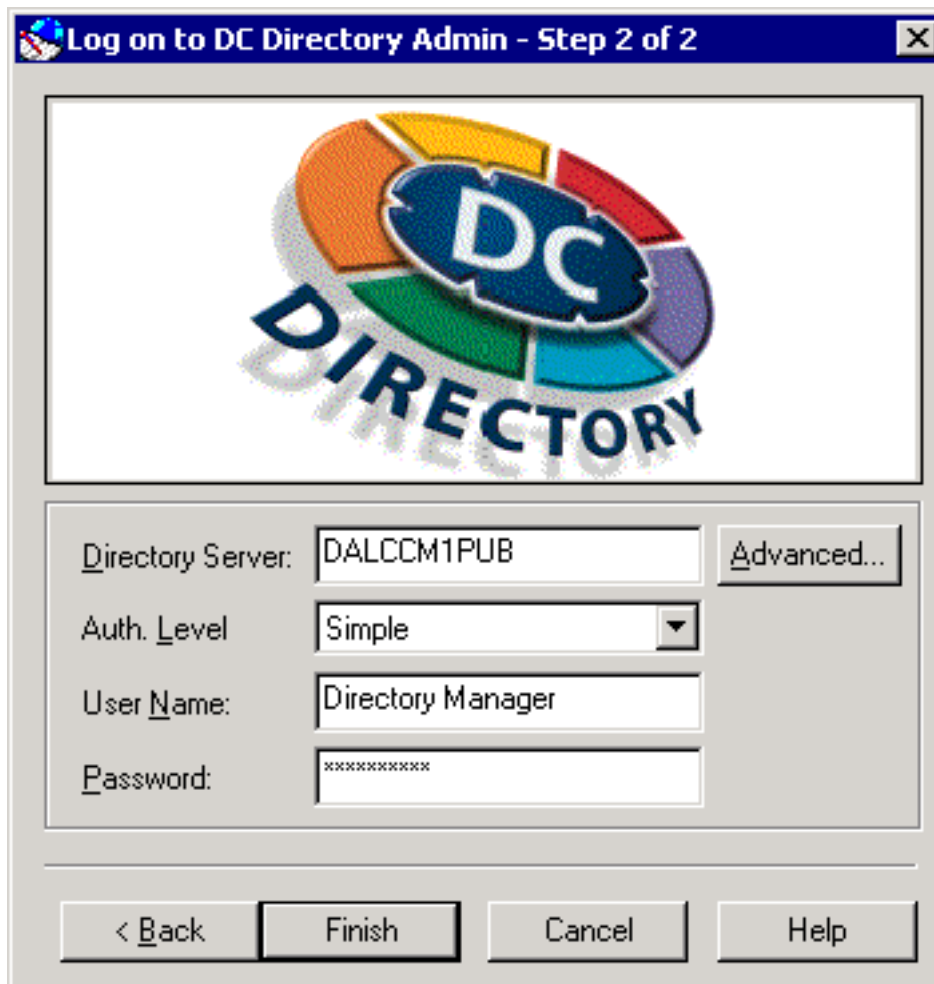 Log on to DC Directory Admin - Step 2 of 2
DC
DIRECTORY
Directory Server:
DALCCM1PUB
Advanced...
Auth. Level
Simple
User Name:
Directory Manager
Password:
**********
< Back
Finish
Cancel
Help